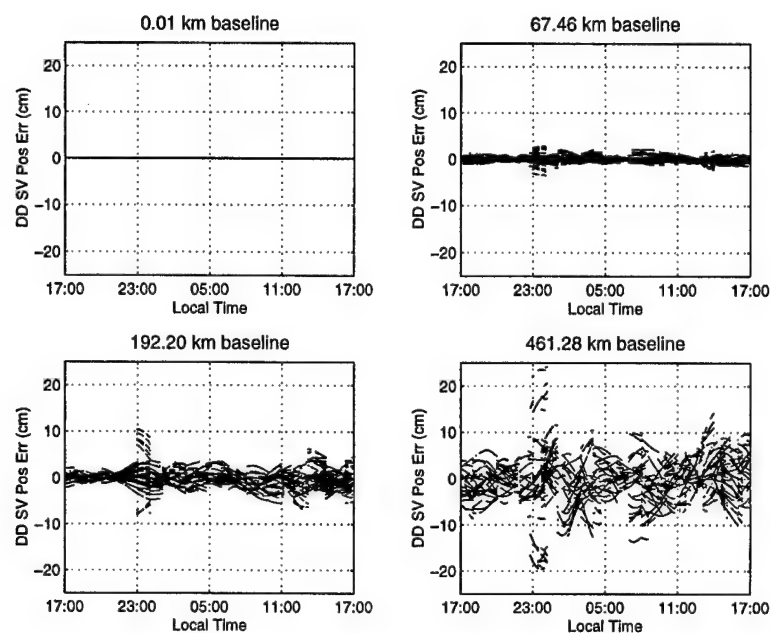 0.01 km baseline
DD SV Pos Err (cm)
20
10
0
−10
−20
17:00 23:00 05:00 11:00 17:00
Local Time
67.46 km baseline
DD SV Pos Err (cm)
20
10
0
−10
−20
17:00 23:00 05:00 11:00 17:00
Local Time
192.20 km baseline
DD SV Pos Err (cm)
20
10
0
−10
−20
17:00 23:00 05:00 11:00 17:00
Local Time
461.28 km baseline
DD SV Pos Err (cm)
20
10
0
−10
−20
17:00 23:00 05:00 11:00 17:00
Local Time